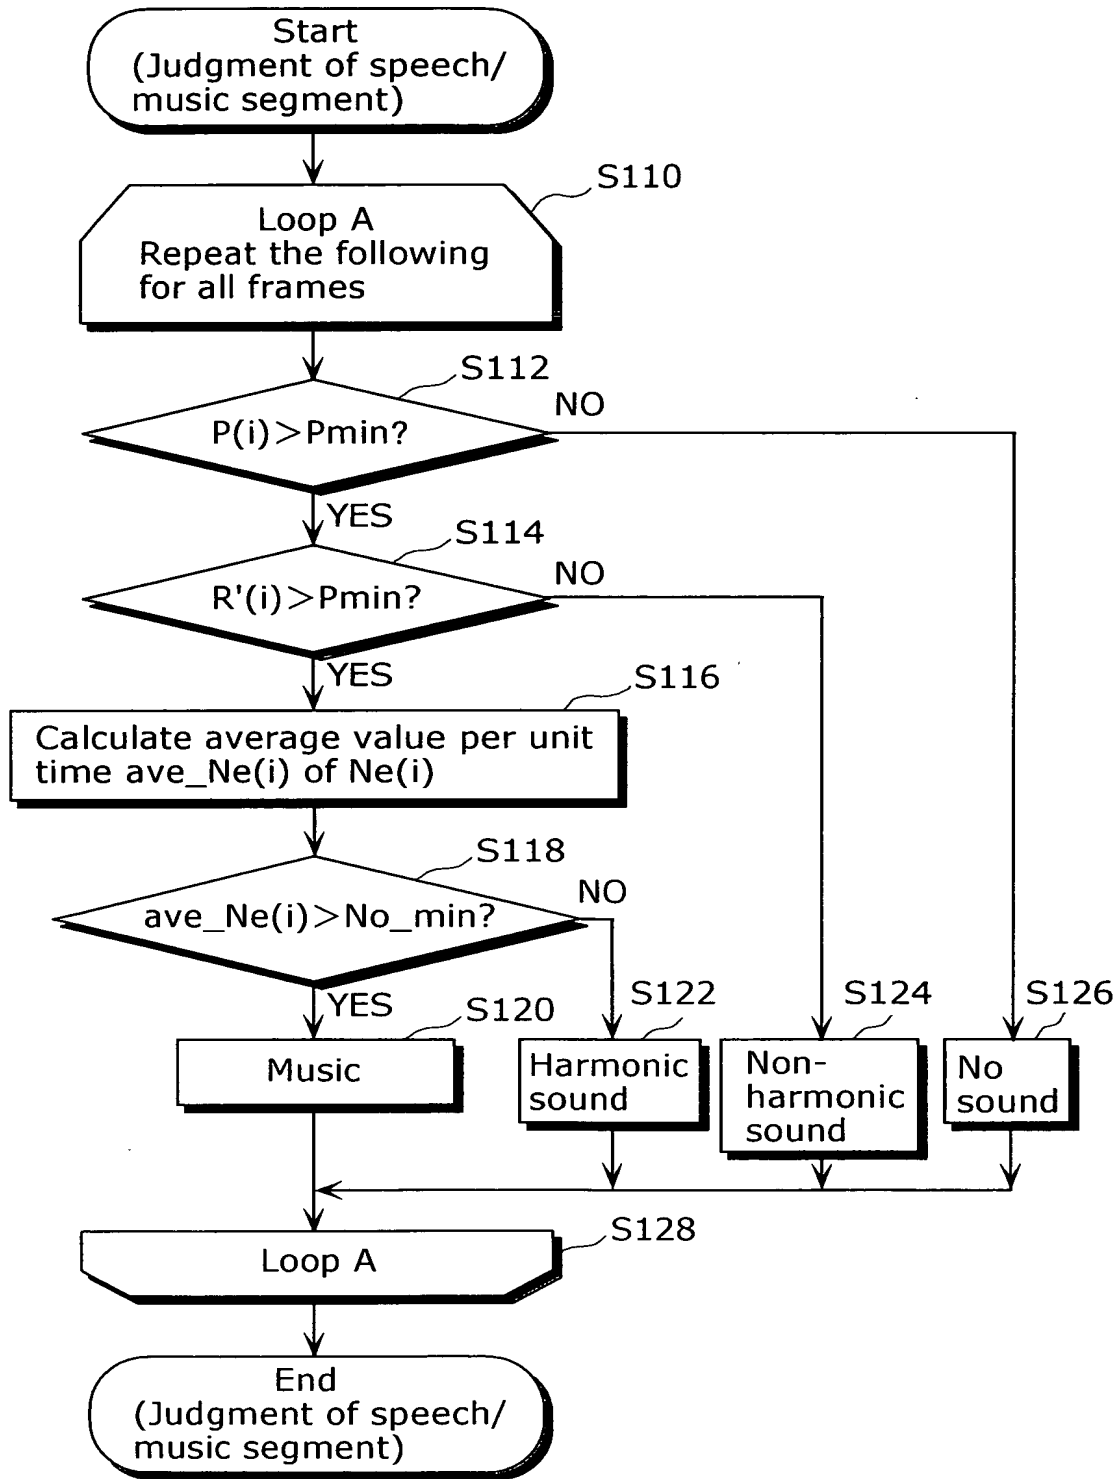 Start
(Judgment of speech/
music segment)
S110
Loop A
Repeat the following
for all frames
S112
P(i)>Pmin?
NO
YES
S114
R'(i)>Pmin?
NO
YES
S116
Calculate average value per unit
time ave_Ne(i) of Ne(i)
S118
ave_Ne(i)>No_min?
NO
YES
S120
Music
S122
Harmonic
sound
S124
Non-
harmonic
sound
S126
No
sound
S128
Loop A
End
(Judgment of speech/
music segment)